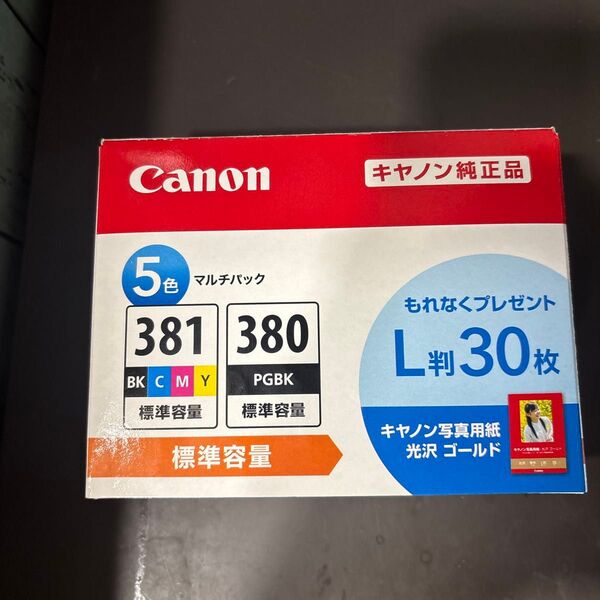 Canon
キヤノン純正品
5色 マルチパック
381
BK C M Y
標準容量
380
PGBK
標準容量
標準容量
もれなくプレゼント
L判30枚
キヤノン写真用紙
光沢 ゴールド